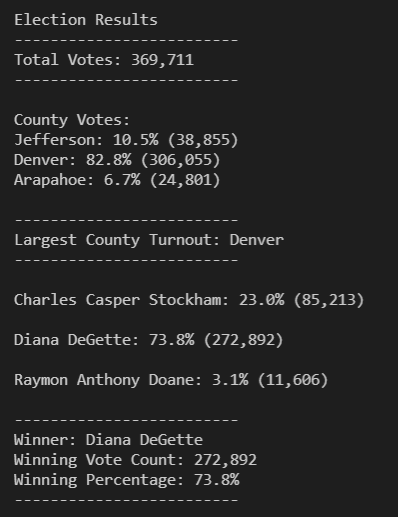 Election Results
-------------------------
Total Votes: 369,711
-------------------------
County Votes:
Jefferson: 10.5% (38,855)
Denver: 82.8% (306,055)
Arapahoe: 6.7% (24,801)
-------------------------
Largest County Turnout: Denver
-------------------------
Charles Casper Stockham: 23.0% (85,213)
Diana DeGette: 73.8% (272,892)
Raymon Anthony Doane: 3.1% (11,606)
-------------------------
Winner: Diana DeGette
Winning Vote Count: 272,892
Winning Percentage: 73.8%
-------------------------